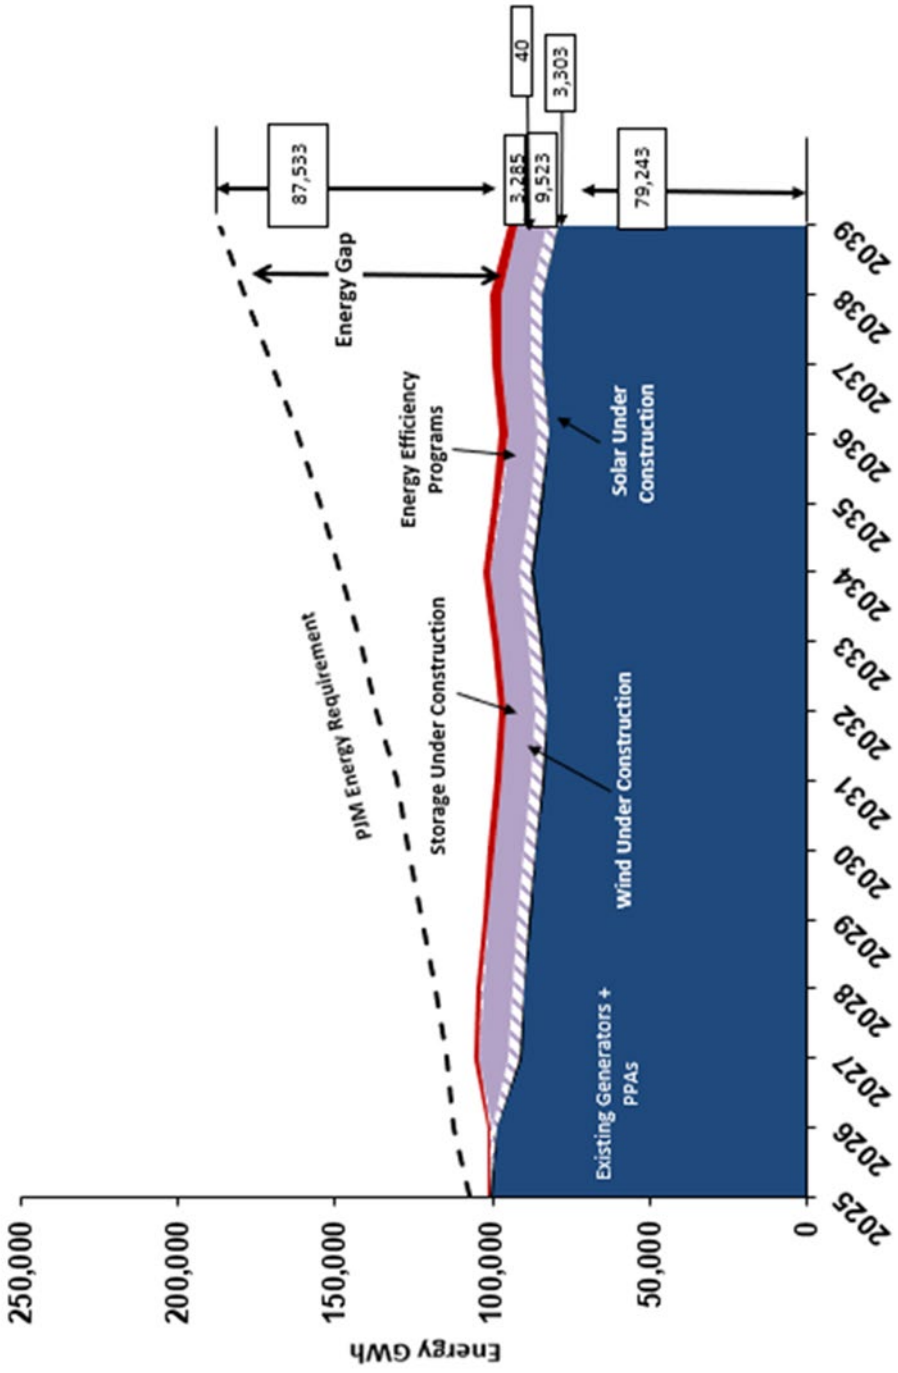 250,000
200,000
150,000
100,000
50,000
0
Energy GWh
2025
2026
2027
2028
2029
2030
2031
2032
2033
2034
2035
2036
2037
2038
2039
PJM Energy Requirement
Storage Under Construction
Energy Efficiency
Programs
Energy Gap
Existing Generators +
PPAs
Wind Under Construction
Solar Under
Construction
87,533
3,285
40
9,523
3,303
79,243